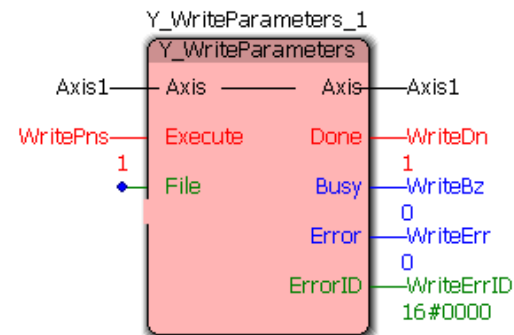 Y_WriteParameters_1
Y_WriteParameters
Axis1 Axis Axis Axis1
WritePns Execute Done WriteDn
1 1
File Busy WriteBz
0
Error WriteErr
0
ErrorID WriteErrID
16#0000